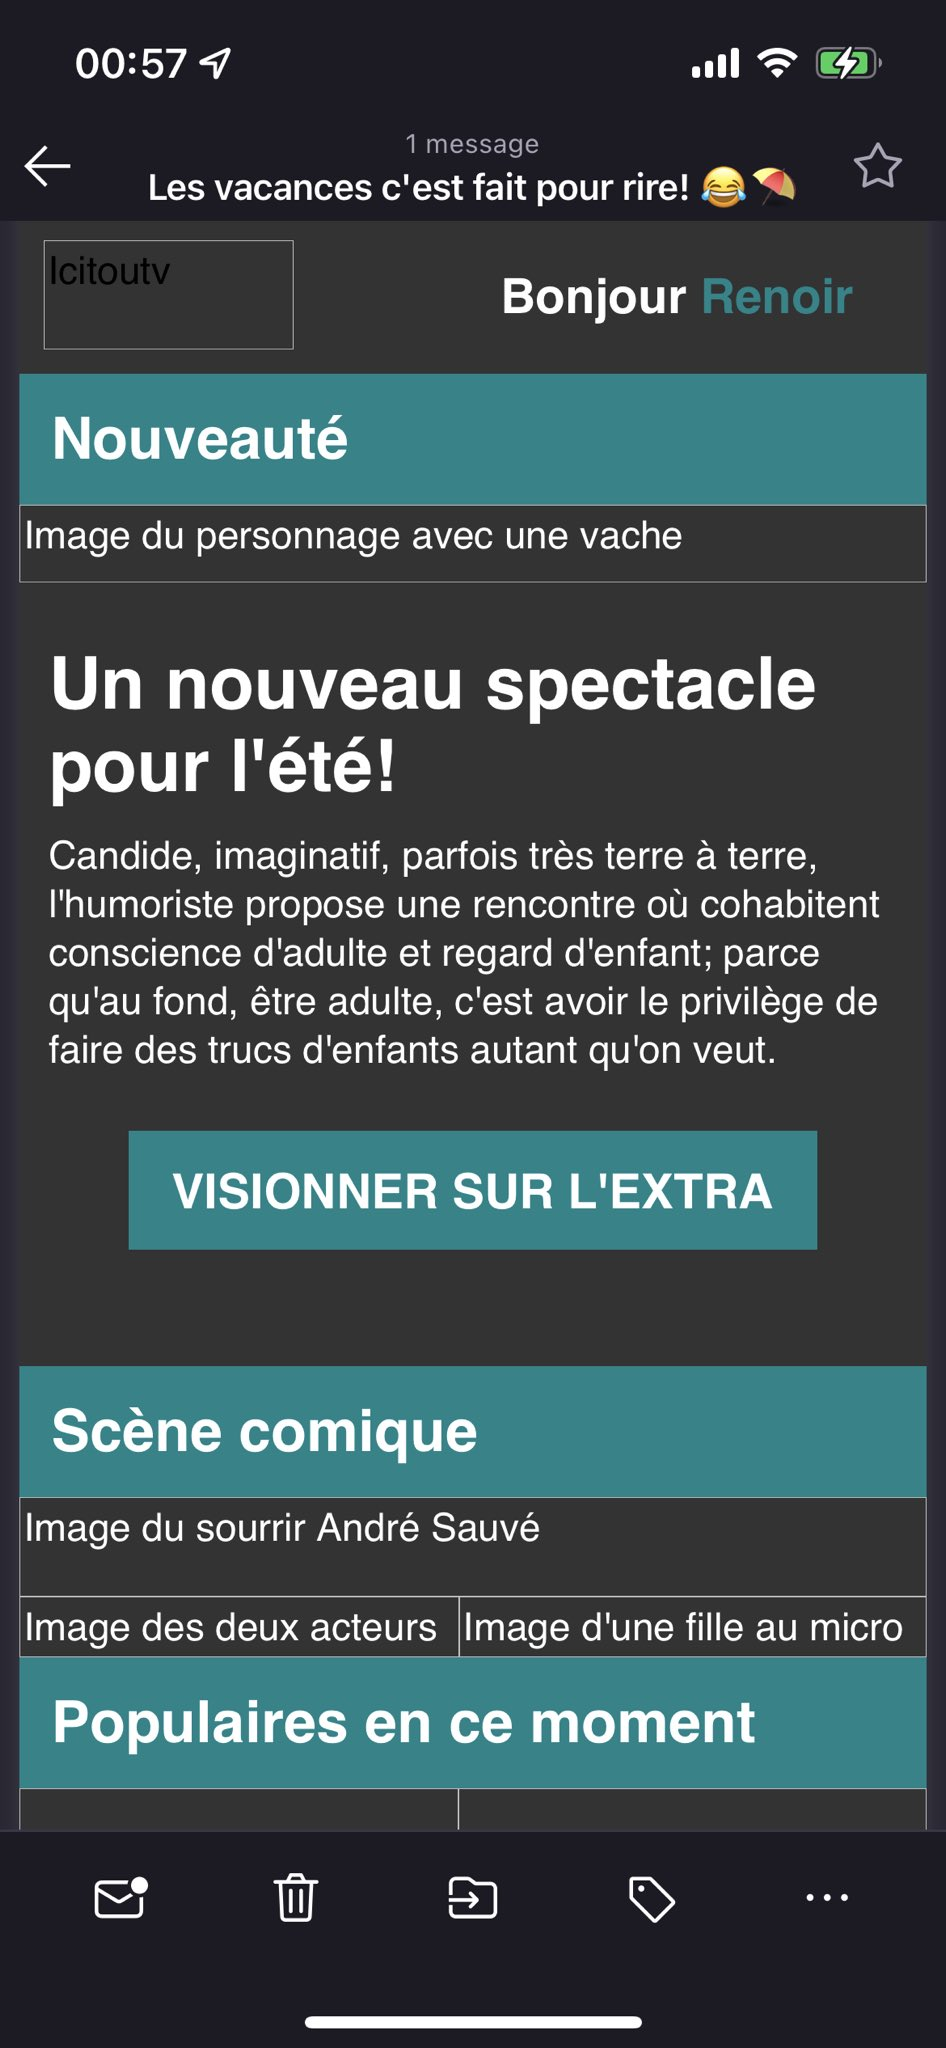 00:57
1 message
Les vacances c'est fait pour rire! 😂⛱️
Icitoutv
Bonjour Renoir
Nouveauté
Image du personnage avec une vache
Un nouveau spectacle
pour l'été!
Candide, imaginatif, parfois très terre à terre,
l'humoriste propose une rencontre où cohabitent
conscience d'adulte et regard d'enfant; parce
qu'au fond, être adulte, c'est avoir le privilège de
faire des trucs d'enfants autant qu'on veut.
VISIONNER SUR L'EXTRA
Scène comique
Image du sourrir André Sauvé
Image des deux acteurs
Image d'une fille au micro
Populaires en ce moment